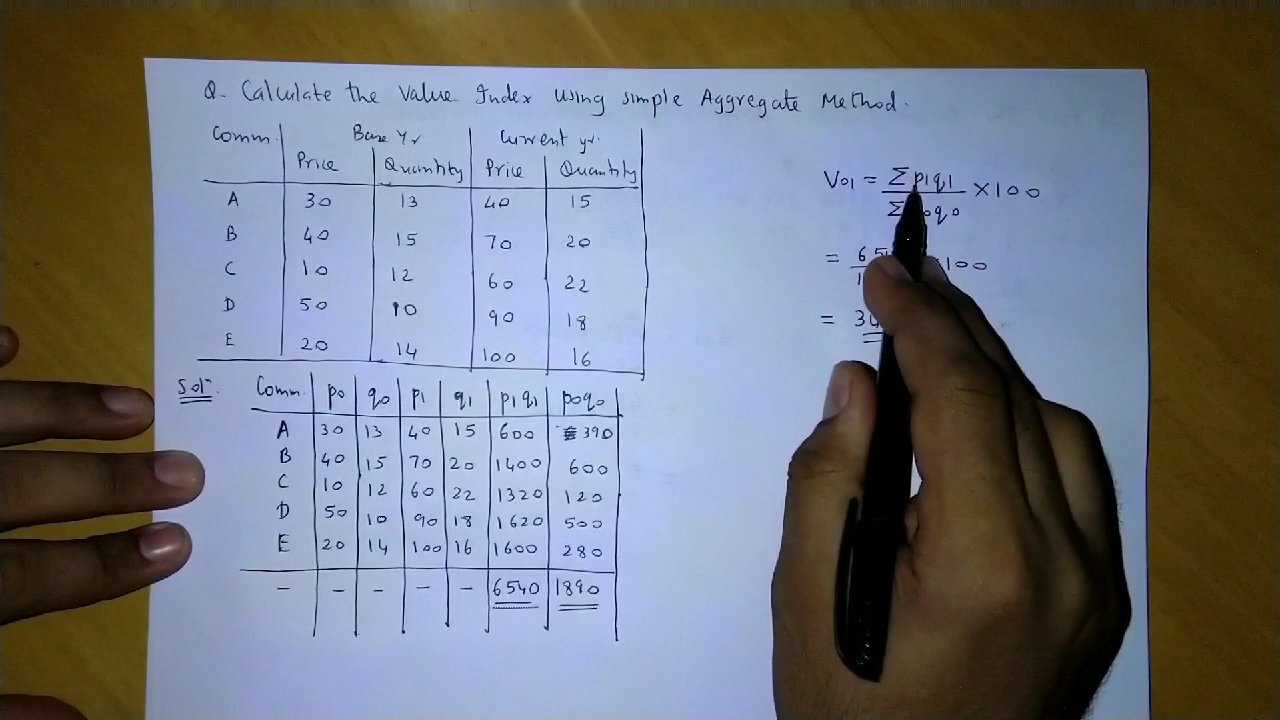 Q. Calculate the Value Index using simple Aggregate Method.
Comm. Base Yr Current yr.
Price Quantity Price Quantity
A 30 13 40 15
B 40 15 70 20
C 10 12 60 22
D 50 10 90 18
E 20 14 100 16
V01 = Σp1q1 ×100
= ×100
=
Soln.
Comm. p0 q0 p1 q1 p1q1 p0q0
A 30 13 40 15 600 390
B 40 15 70 20 1400 600
C 10 12 60 22 1320 120
D 50 10 90 18 1620 500
E 20 14 100 16 1600 280
– – – – – 6540 1890